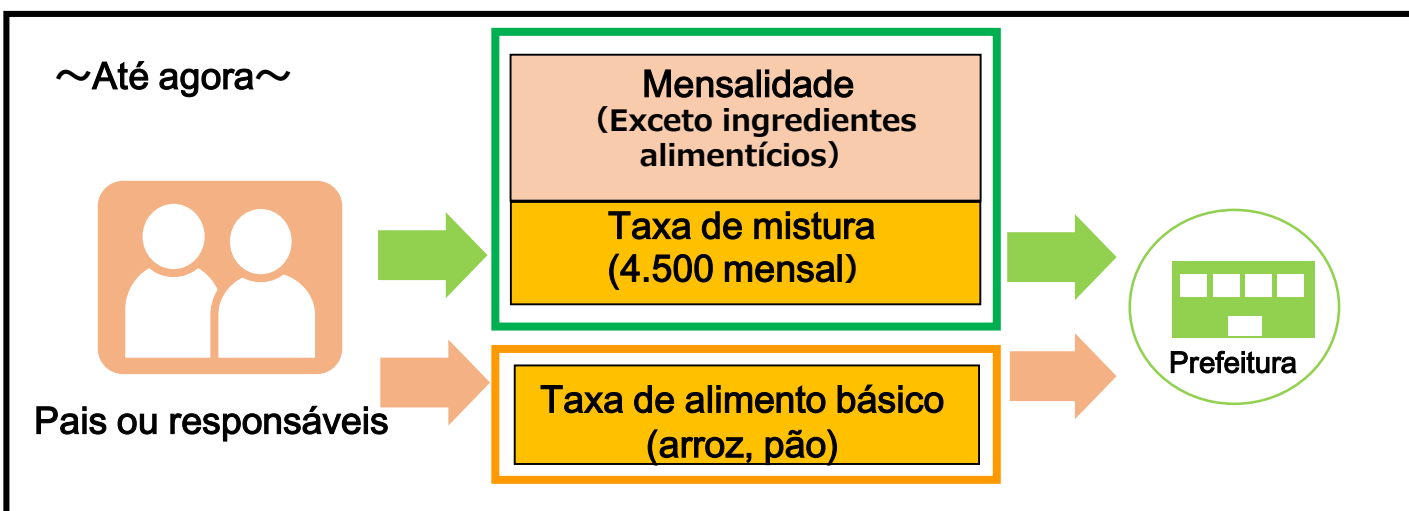 ～Até agora～
Mensalidade
（Exceto ingredientes
alimentícios）
Taxa de mistura
(4.500 mensal）
Prefeitura
Taxa de alimento básico
(arroz, pão)
Pais ou responsáveis